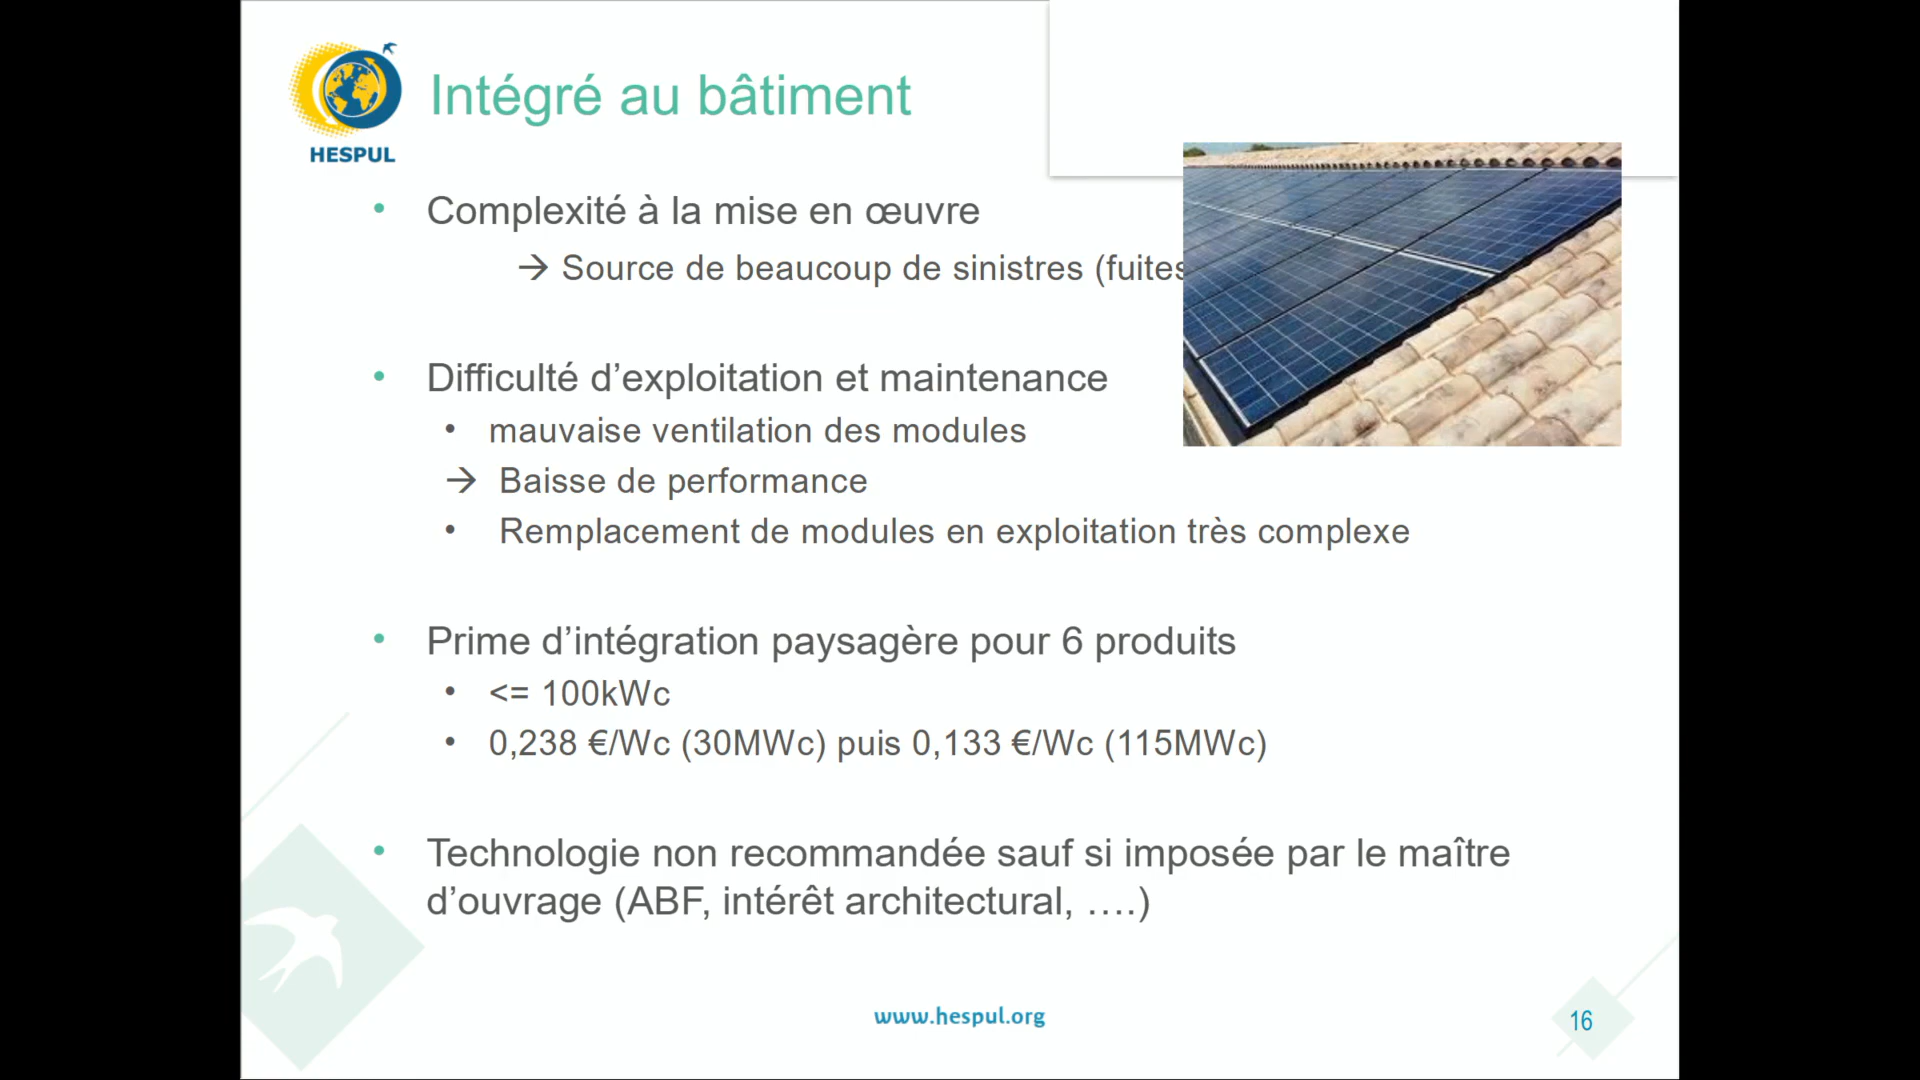 HESPUL
Intégré au bâtiment
• Complexité à la mise en œuvre
→ Source de beaucoup de sinistres (fuites
• Difficulté d’exploitation et maintenance
• mauvaise ventilation des modules
→ Baisse de performance
• Remplacement de modules en exploitation très complexe
• Prime d’intégration paysagère pour 6 produits
• <= 100kWc
• 0,238 €/Wc (30MWc) puis 0,133 €/Wc (115MWc)
• Technologie non recommandée sauf si imposée par le maître
d’ouvrage (ABF, intérêt architectural, ….)
www.hespul.org
16